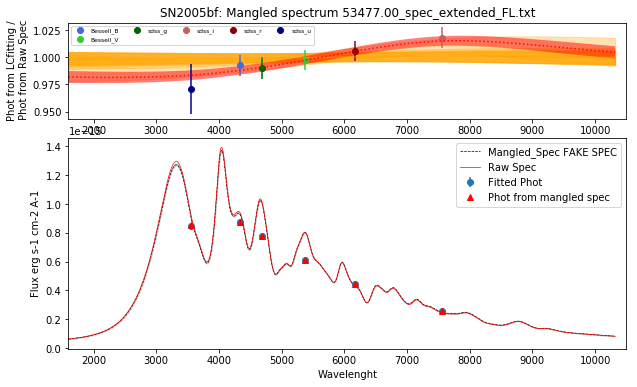 SN2005bf: Mangled spectrum 53477.00_spec_extended_FL.txt
Phot from LCfitting /
Phot from Raw Spec
1.025
1.000
0.975
0.950
Bessell_B
sdss_g
sdss_i
sdss_r
sdss_u
Bessell_V
2000 3000 4000 5000 6000 7000 8000 9000 10000
Flux erg s-1 cm-2 A-1
1.4
1.2
1.0
0.8
0.6
0.4
0.2
0.0
Mangled_Spec FAKE SPEC
Raw Spec
Fitted Phot
Phot from mangled spec
2000 3000 4000 5000 6000 7000 8000 9000 10000
Wavelenght